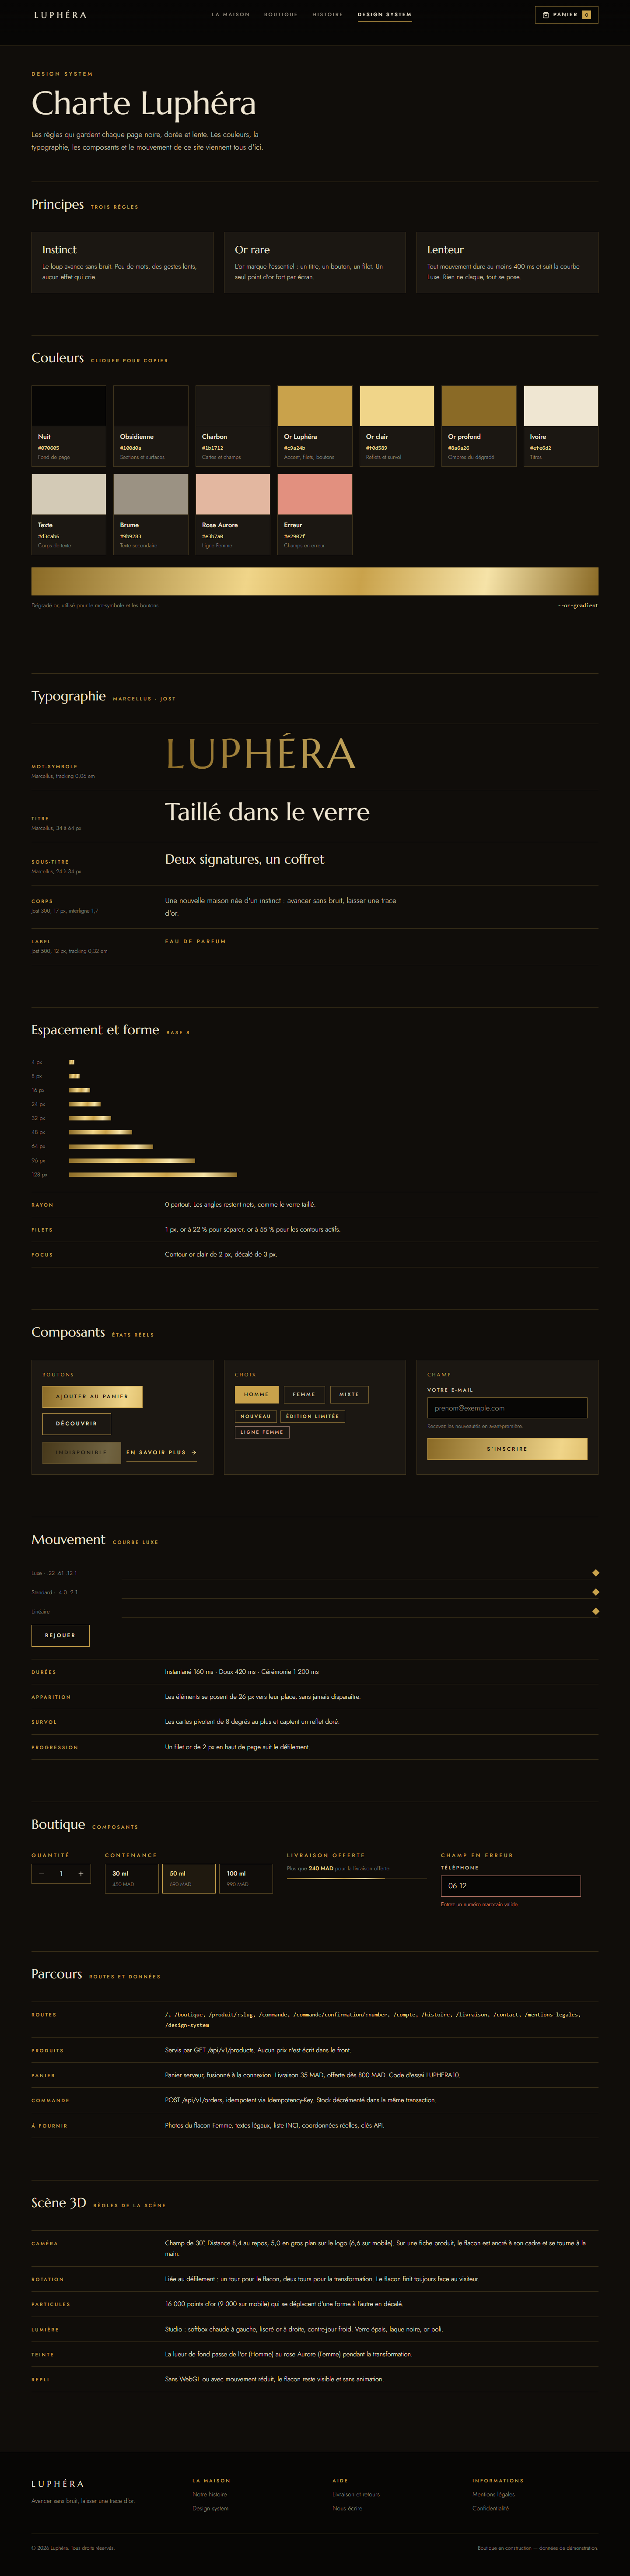 LUPHÉRA
LA MAISON BOUTIQUE HISTOIRE DESIGN SYSTEM
PANIER 0
DESIGN SYSTEM
Charte Luphéra
Les règles qui gardent chaque page noire, dorée et lente. Les couleurs, la
typographie, les composants et le mouvement de ce site viennent tous d'ici.
Principes TROIS RÈGLES
Instinct
Le loup avance sans bruit. Peu de mots, des gestes lents,
aucun effet qui crie.
Or rare
L'or marque l'essentiel : un titre, un bouton, un filet. Un
seul point d'or fort par écran.
Lenteur
Tout mouvement dure au moins 400 ms et suit la courbe
Luxe. Rien ne claque, tout se pose.
Couleurs CLIQUER POUR COPIER
Nuit
#070605
Fond de page
Obsidienne
#100d0a
Sections et surfaces
Charbon
#1b1712
Cartes et champs
Or Luphéra
#c9a24b
Accent, filets, boutons
Or clair
#f0d589
Reflets et survol
Or profond
#8a6a26
Ombres du dégradé
Ivoire
#efe6d2
Titres
Texte
#d3cab6
Corps de texte
Brume
#9b9283
Texte secondaire
Rose Aurore
#e3b7a0
Ligne Femme
Erreur
#e2907f
Champs en erreur
Dégradé or, utilisé pour le mot-symbole et les boutons
--or-gradient
Typographie MARCELLUS · JOST
MOT-SYMBOLE
Marcellus, tracking 0,06 em
LUPHÉRA
TITRE
Marcellus, 34 à 64 px
Taillé dans le verre
SOUS-TITRE
Marcellus, 24 à 34 px
Deux signatures, un coffret
CORPS
Jost 300, 17 px, interligne 1,7
Une nouvelle maison née d'un instinct : avancer sans bruit, laisser une trace
d'or.
LABEL
Jost 500, 12 px, tracking 0,32 em
EAU DE PARFUM
Espacement et forme BASE 8
4 px
8 px
16 px
24 px
32 px
48 px
64 px
96 px
128 px
RAYON
0 partout. Les angles restent nets, comme le verre taillé.
FILETS
1 px, or à 22 % pour séparer, or à 55 % pour les contours actifs.
FOCUS
Contour or clair de 2 px, décalé de 3 px.
Composants ÉTATS RÉELS
BOUTONS
AJOUTER AU PANIER
DÉCOUVRIR
INDISPONIBLE
EN SAVOIR PLUS →
CHOIX
HOMME FEMME MIXTE
NOUVEAU ÉDITION LIMITÉE
LIGNE FEMME
CHAMP
VOTRE E-MAIL
prenom@exemple.com
Recevez les nouveautés en avant-première.
S'INSCRIRE
Mouvement COURBE LUXE
Luxe .22 .61 .12 1
Standard .4 0 .2 1
Linéaire
REJOUER
DURÉES
Instantané 160 ms · Doux 420 ms · Cérémonie 1 200 ms
APPARITION
Les éléments se posent de 26 px vers leur place, sans jamais disparaître.
SURVOL
Les cartes pivotent de 8 degrés au plus et captent un reflet doré.
PROGRESSION
Un filet or de 2 px en haut de page suit le défilement.
Boutique COMPOSANTS
QUANTITÉ
− 1 +
CONTENANCE
30 ml
450 MAD
50 ml
690 MAD
100 ml
990 MAD
LIVRAISON OFFERTE
Plus que 240 MAD pour la livraison offerte
CHAMP EN ERREUR
TÉLÉPHONE
06 12
Entrez un numéro marocain valide.
Parcours ROUTES ET DONNÉES
ROUTES
/, /boutique, /produit/:slug, /commande, /commande/confirmation/:number, /compte, /histoire, /livraison, /contact, /mentions-legales,
/design-system
PRODUITS
Servis par GET /api/v1/products. Aucun prix n'est écrit dans le front.
PANIER
Panier serveur, fusionné à la connexion. Livraison 35 MAD, offerte dès 800 MAD. Code d'essai LUPHERA10.
COMMANDE
POST /api/v1/orders, idempotent via Idempotency-Key. Stock décrémenté dans la même transaction.
À FOURNIR
Photos du flacon Femme, textes légaux, liste INCI, coordonnées réelles, clés API.
Scène 3D RÈGLES DE LA SCÈNE
CAMÉRA
Champ de 30°. Distance 8,4 au repos, 5,0 en gros plan sur le logo (6,6 sur mobile). Sur une fiche produit, le flacon est ancré à son cadre et se tourne à la
main.
ROTATION
Liée au défilement : un tour pour le flacon, deux tours pour la transformation. Le flacon finit toujours face au visiteur.
PARTICULES
16 000 points d'or (9 000 sur mobile) qui se déplacent d'une forme à l'autre en décalé.
LUMIÈRE
Studio : softbox chaude à gauche, liseré or à droite, contre-jour froid. Verre épais, laque noire, or poli.
TEINTE
La lueur de fond passe de l'or (Homme) au rose Aurore (Femme) pendant la transformation.
REPLI
Sans WebGL ou avec mouvement réduit, le flacon reste visible et sans animation.
LUPHÉRA
Avancer sans bruit, laisser une trace d'or.
LA MAISON
Notre histoire
Design system
AIDE
Livraison et retours
Nous écrire
INFORMATIONS
Mentions légales
Confidentialité
© 2026 Luphéra. Tous droits réservés.
Boutique en construction — données de démonstration